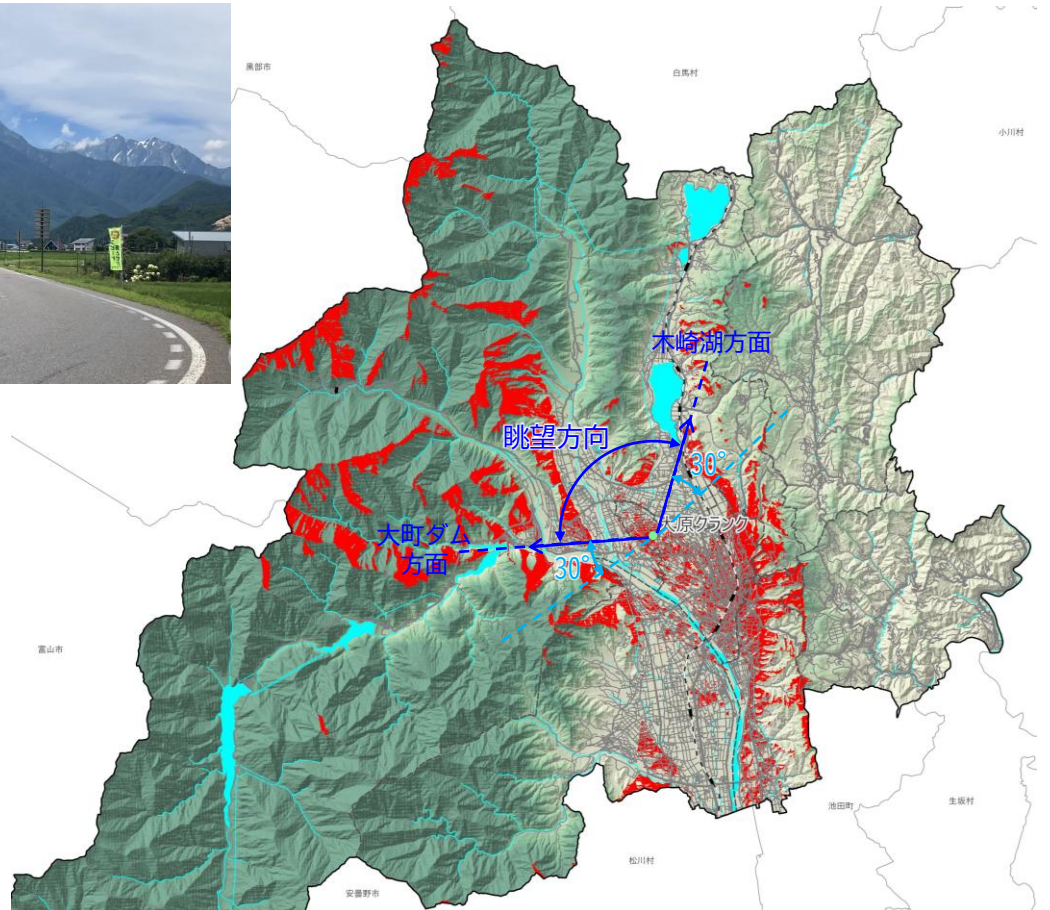 黒部市
白馬村
小川村
木崎湖方面
眺望方向
30°
大原クランク
大町ダム
方面
30°
富山市
池田町
生坂村
松川村
安曇野市